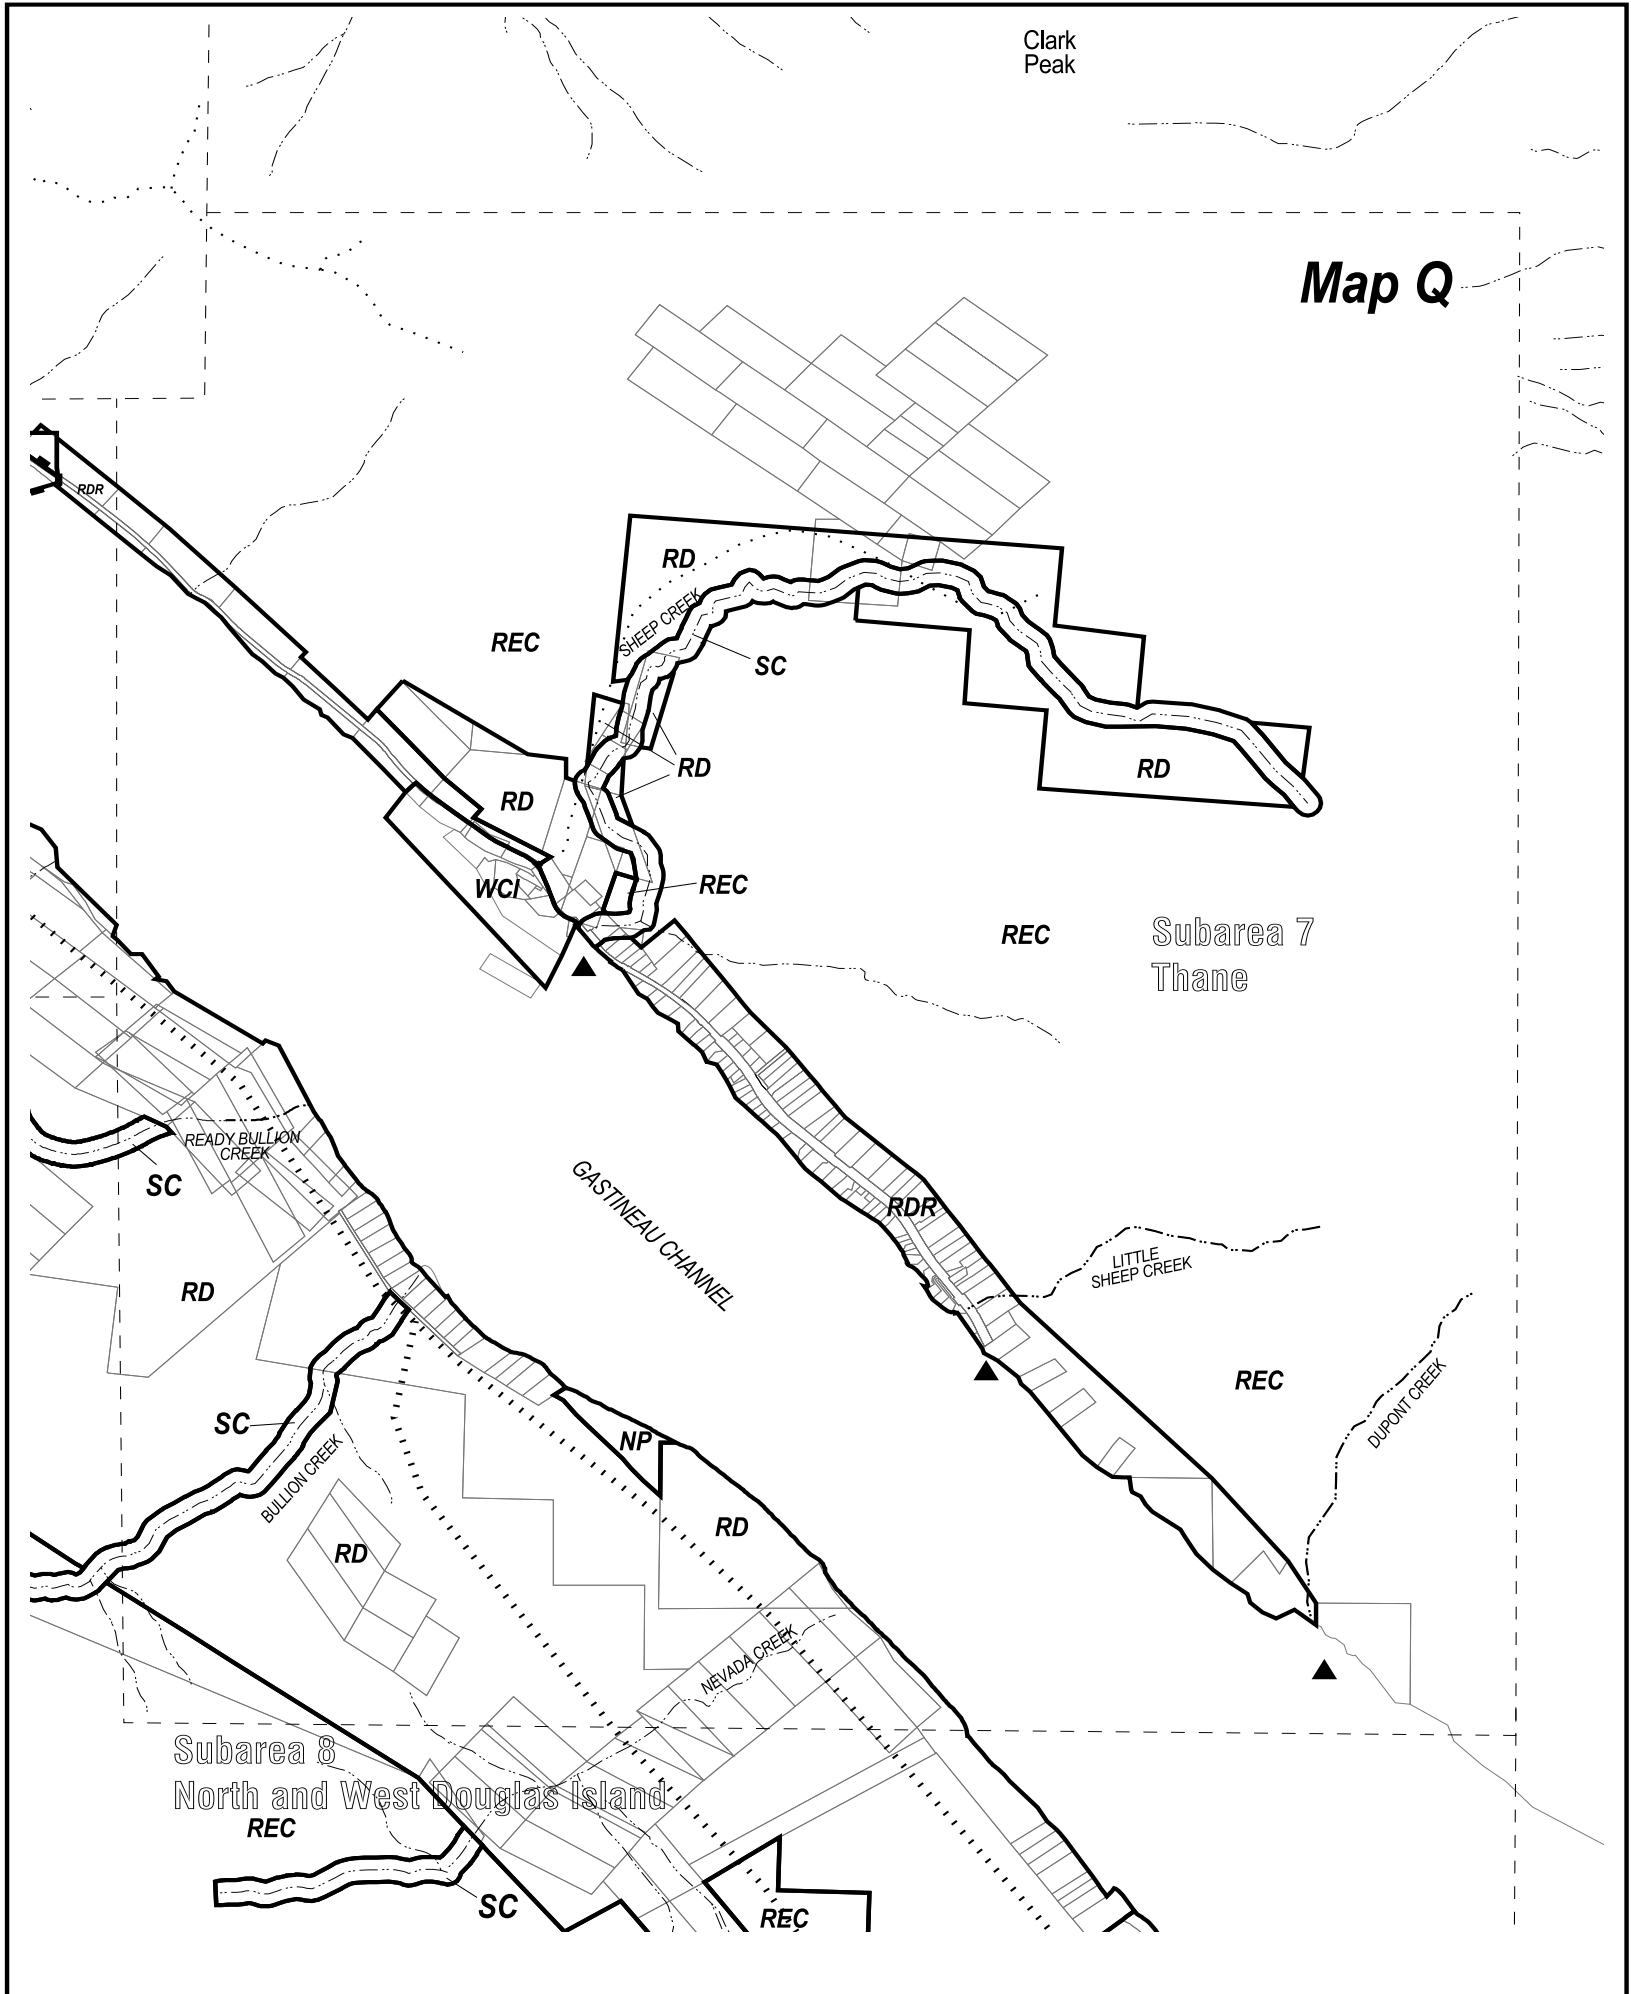 Clark
Peak
Map Q
RDR
RD
SHEEP CREEK
REC
SC
RD
RD
RD
WCI
REC
REC
Subarea 7
Thane
READY BULLION
CREEK
SC
GASTINEAU CHANNEL
RDR
LITTLE
SHEEP CREEK
RD
REC
DUPONT CREEK
SC
BULLION CREEK
NP
RD
RD
NEVADA CREEK
Subarea 8
North and West Douglas Island
REC
SC
REC